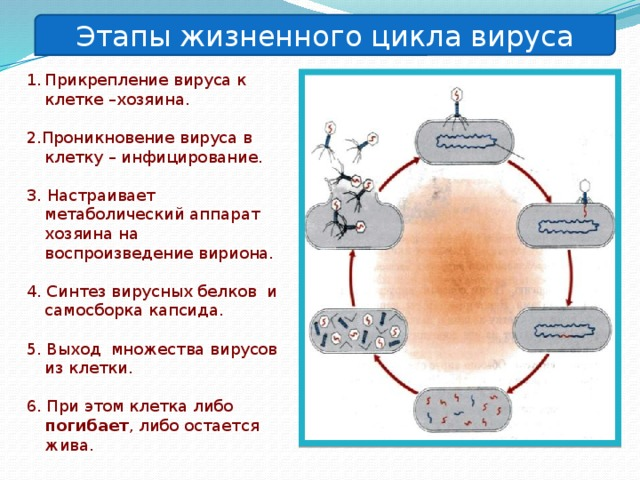 Этапы жизненного цикла вируса
1. Прикрепление вируса к
клетке –хозяина.
2.Проникновение вируса в
клетку – инфицирование.
3. Настраивает
метаболический аппарат
хозяина на
воспроизведение вириона.
4. Синтез вирусных белков и
самосборка капсида.
5. Выход множества вирусов
из клетки.
6. При этом клетка либо
погибает, либо остается
жива.